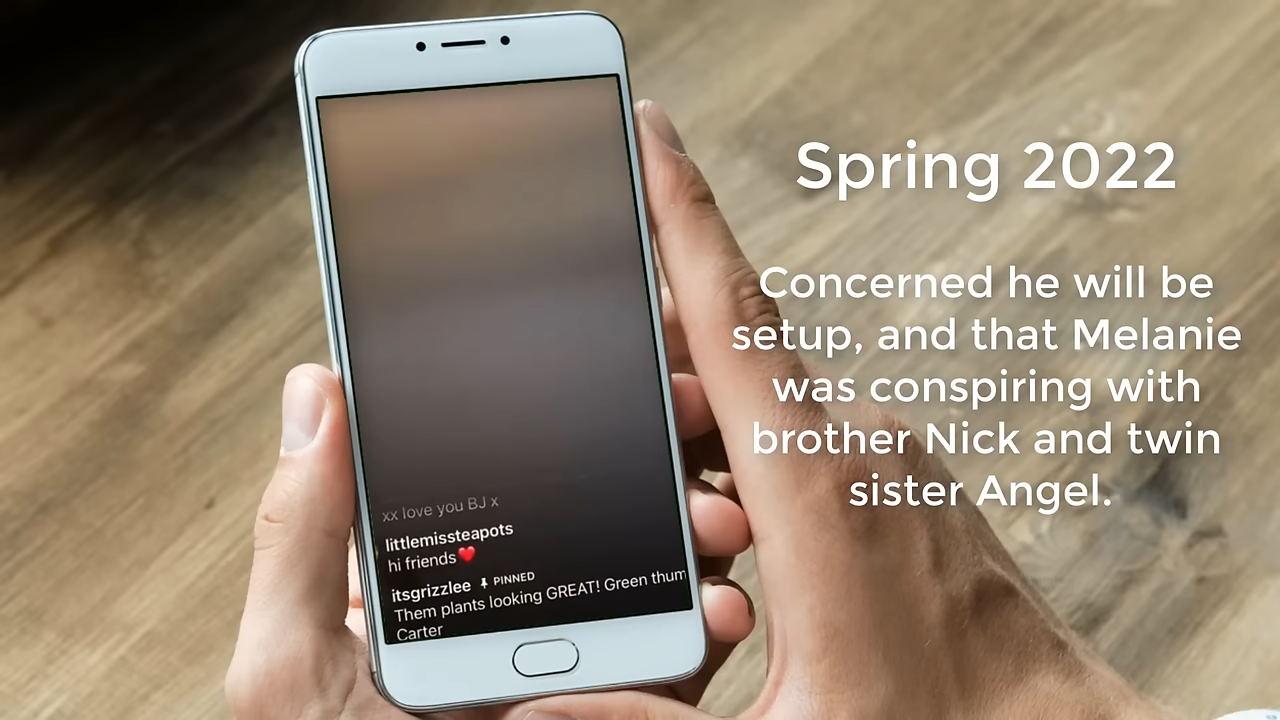 xx love you BJ x
littlemissteapots
hi friends❤️
itsgrizzlee 📌 PINNED
Them plants looking GREAT! Green thum
Carter
Spring 2022
Concerned he will be
setup, and that Melanie
was conspiring with
brother Nick and twin
sister Angel.